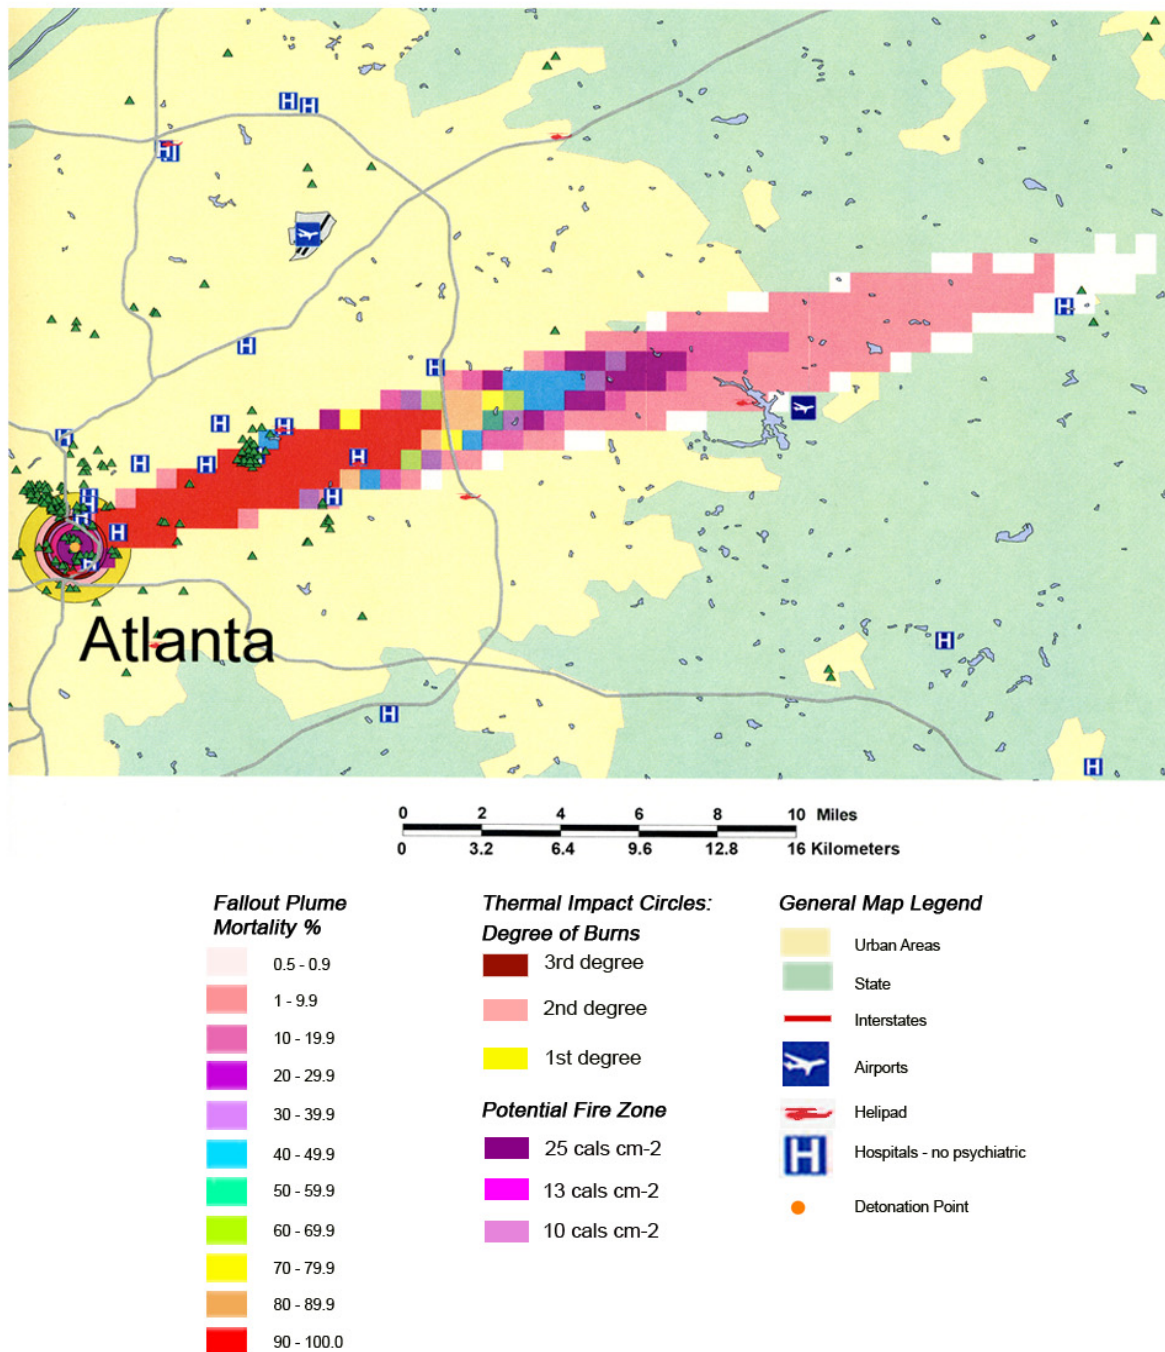 Atlanta
0 2 4 6 8 10 Miles
0 3.2 6.4 9.6 12.8 16 Kilometers
Fallout Plume
Mortality %
0.5 - 0.9
1 - 9.9
10 - 19.9
20 - 29.9
30 - 39.9
40 - 49.9
50 - 59.9
60 - 69.9
70 - 79.9
80 - 89.9
90 - 100.0
Thermal Impact Circles:
Degree of Burns
3rd degree
2nd degree
1st degree
Potential Fire Zone
25 cals cm-2
13 cals cm-2
10 cals cm-2
General Map Legend
Urban Areas
State
Interstates
Airports
Helipad
H Hospitals - no psychiatric
Detonation Point